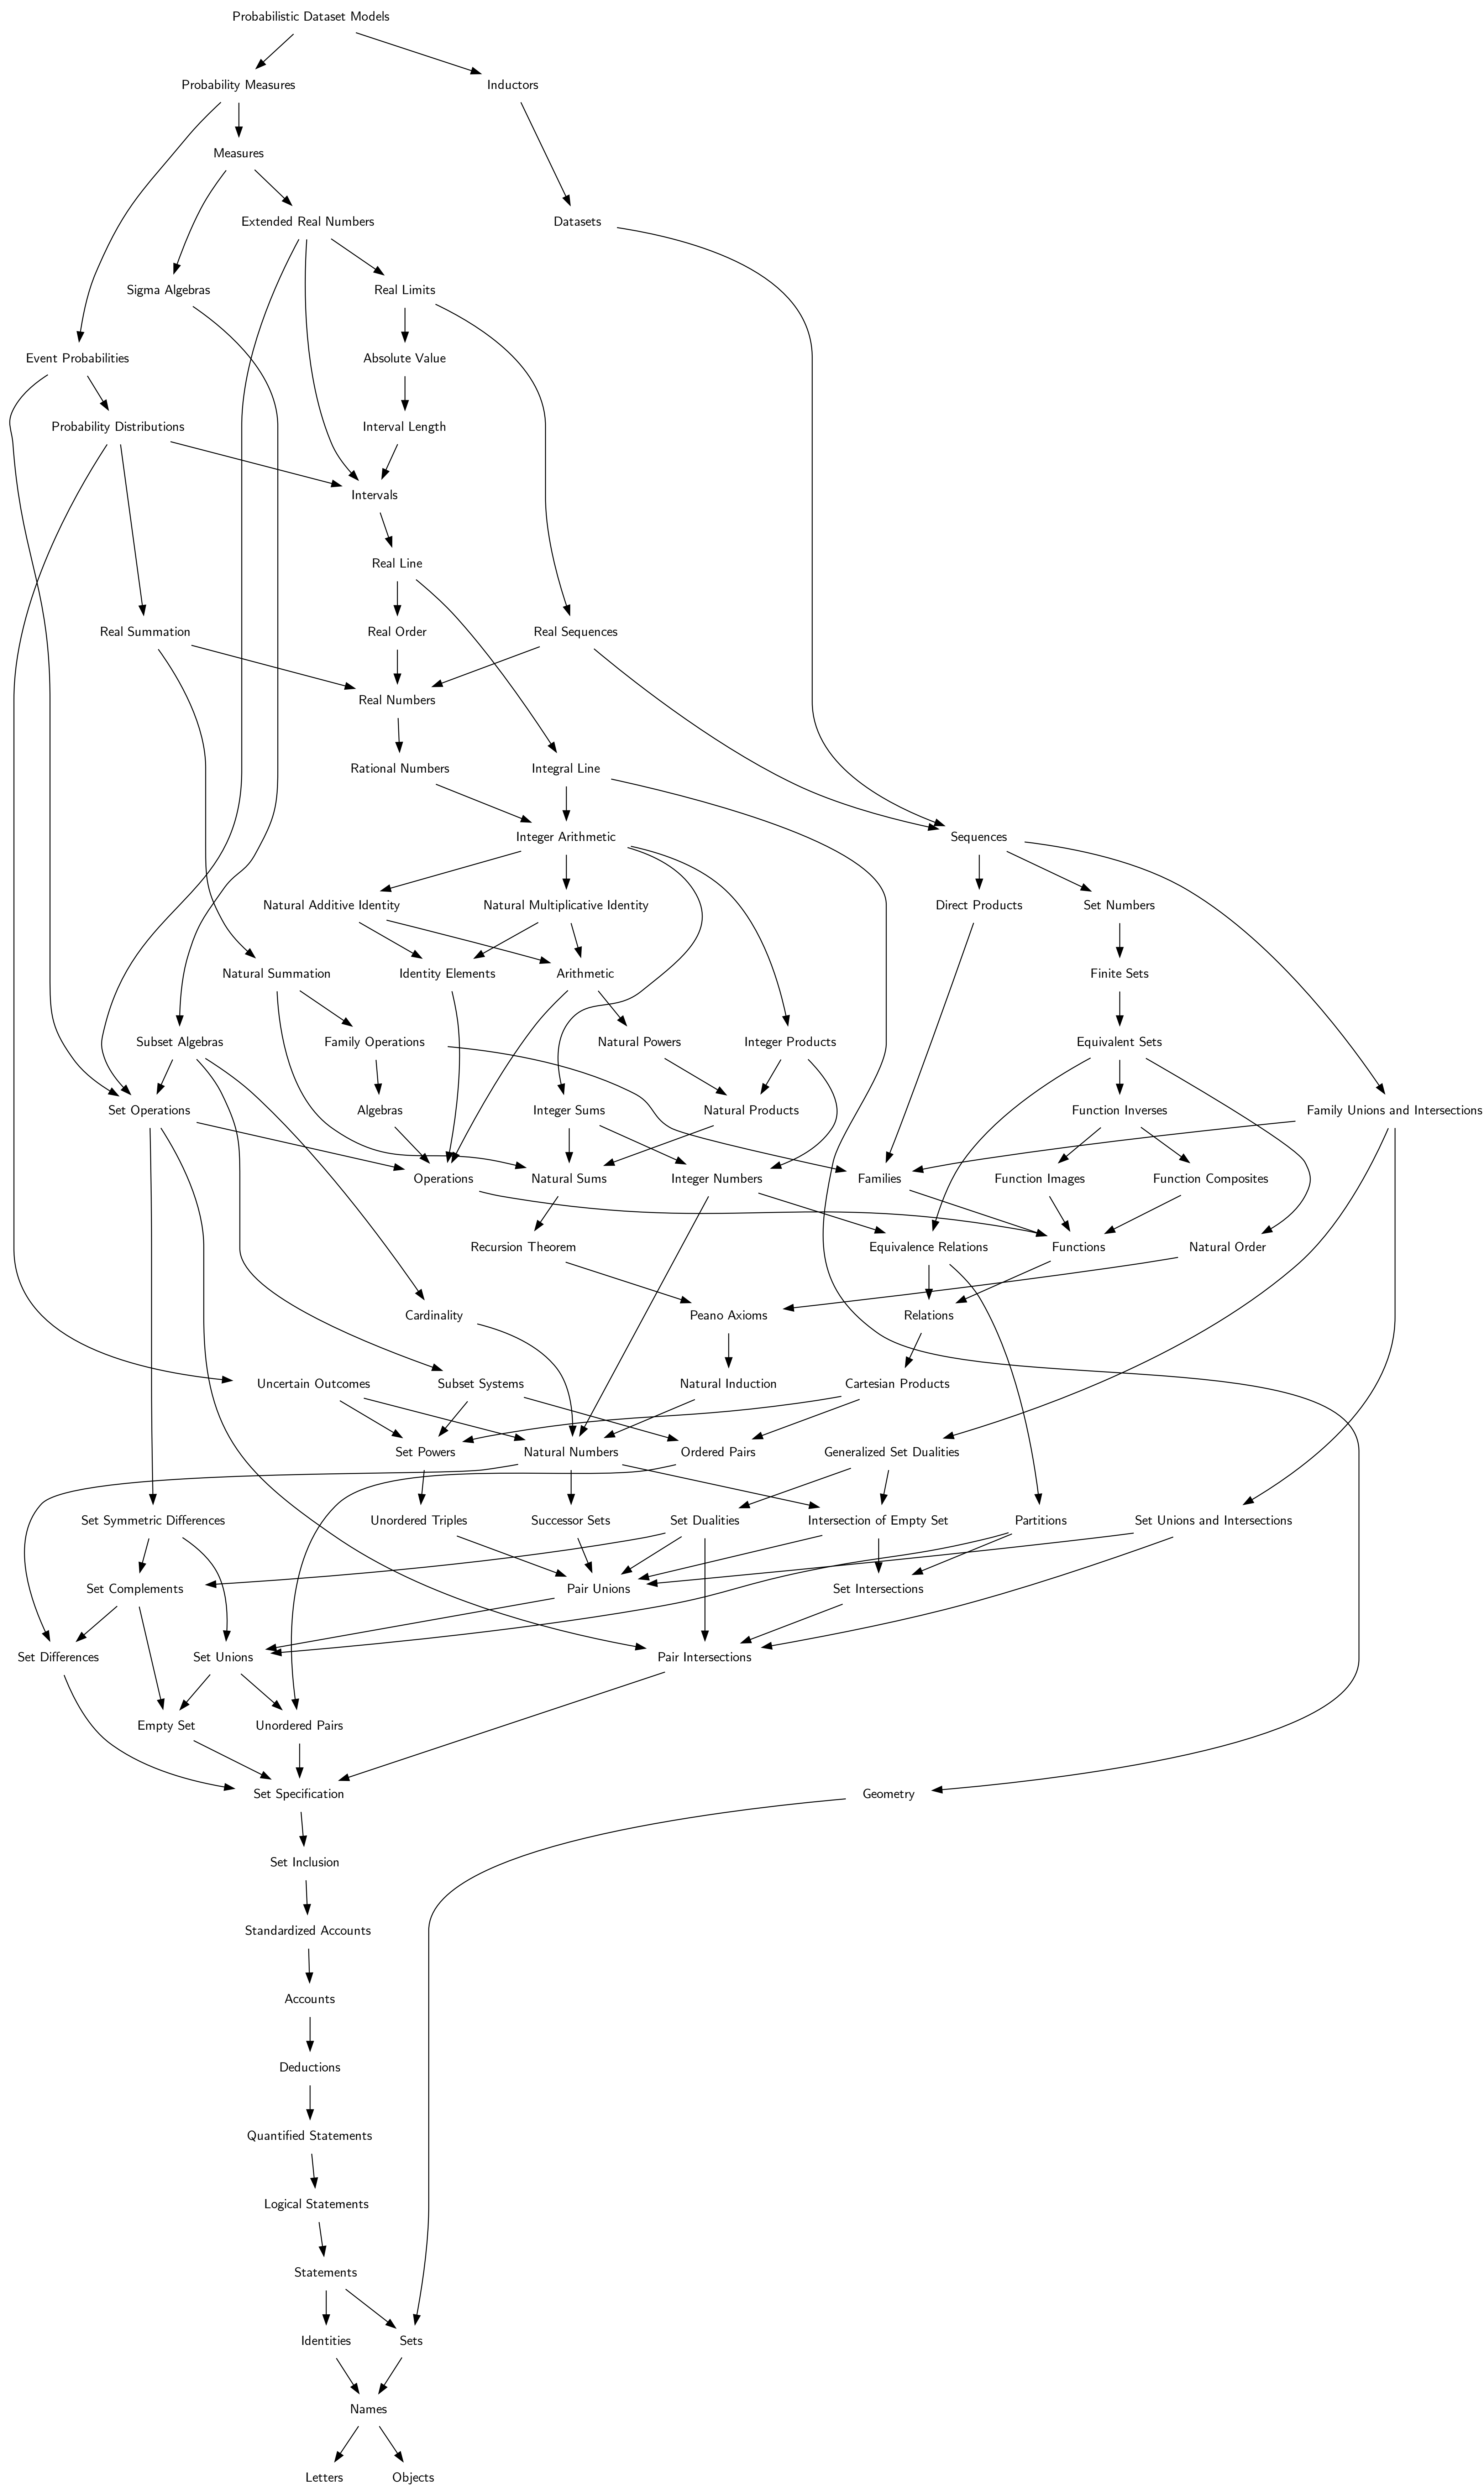 Probabilistic Dataset Models
Probability Measures
Inductors
Measures
Extended Real Numbers
Datasets
Sigma Algebras
Real Limits
Event Probabilities
Absolute Value
Probability Distributions
Interval Length
Intervals
Real Line
Real Summation
Real Order
Real Sequences
Real Numbers
Rational Numbers
Integral Line
Integer Arithmetic
Sequences
Natural Additive Identity
Natural Multiplicative Identity
Direct Products
Set Numbers
Natural Summation
Identity Elements
Arithmetic
Finite Sets
Subset Algebras
Family Operations
Natural Powers
Integer Products
Equivalent Sets
Set Operations
Algebras
Integer Sums
Natural Products
Function Inverses
Family Unions and Intersections
Operations
Natural Sums
Integer Numbers
Families
Function Images
Function Composites
Recursion Theorem
Equivalence Relations
Functions
Natural Order
Cardinality
Peano Axioms
Relations
Uncertain Outcomes
Subset Systems
Natural Induction
Cartesian Products
Set Powers
Natural Numbers
Ordered Pairs
Generalized Set Dualities
Set Symmetric Differences
Unordered Triples
Successor Sets
Set Dualities
Intersection of Empty Set
Partitions
Set Unions and Intersections
Set Complements
Pair Unions
Set Intersections
Set Differences
Set Unions
Pair Intersections
Empty Set
Unordered Pairs
Set Specification
Geometry
Set Inclusion
Standardized Accounts
Accounts
Deductions
Quantified Statements
Logical Statements
Statements
Identities
Sets
Names
Letters
Objects